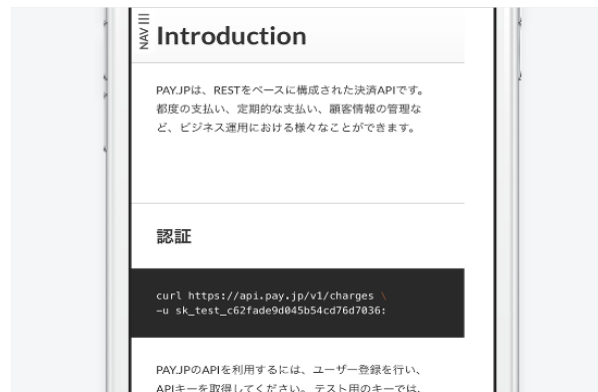 NAV
Introduction
PAY.JPは、RESTをベースに構成された決済APIです。
都度の支払い、定期的な支払い、顧客情報の管理な
ど、ビジネス運用における様々なことができます。
認証
curl https://api.pay.jp/v1/charges \
-u sk_test_c62fade9d045b54cd76d7036:
PAY.JPのAPIを利用するには、ユーザー登録を行い、
APIキーを取得してください。テスト用のキーでは、